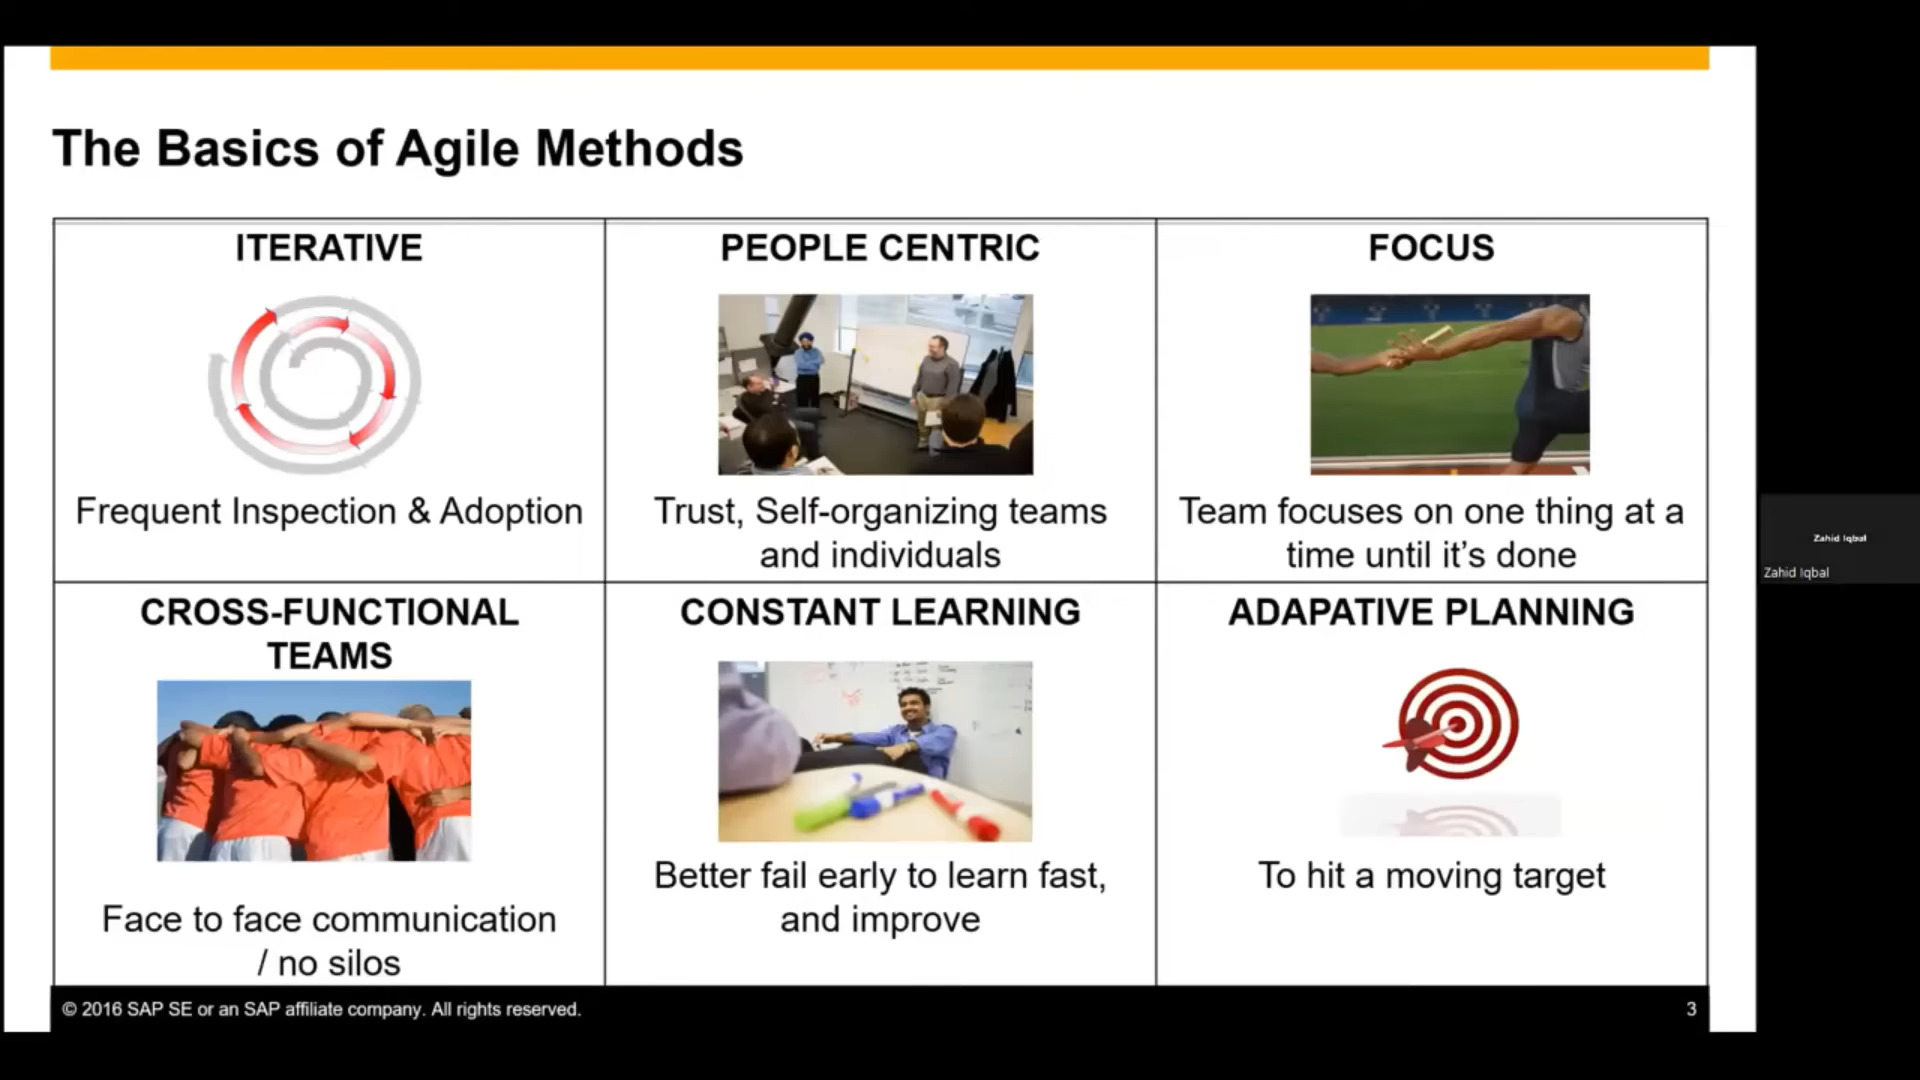 The Basics of Agile Methods
ITERATIVE
Frequent Inspection & Adoption
PEOPLE CENTRIC
Trust, Self-organizing teams
and individuals
FOCUS
Team focuses on one thing at a
time until it’s done
CROSS-FUNCTIONAL
TEAMS
Face to face communication
/ no silos
CONSTANT LEARNING
Better fail early to learn fast,
and improve
ADAPATIVE PLANNING
To hit a moving target
© 2016 SAP SE or an SAP affiliate company. All rights reserved.
3
Zahid Iqbal
Zahid Iqbal